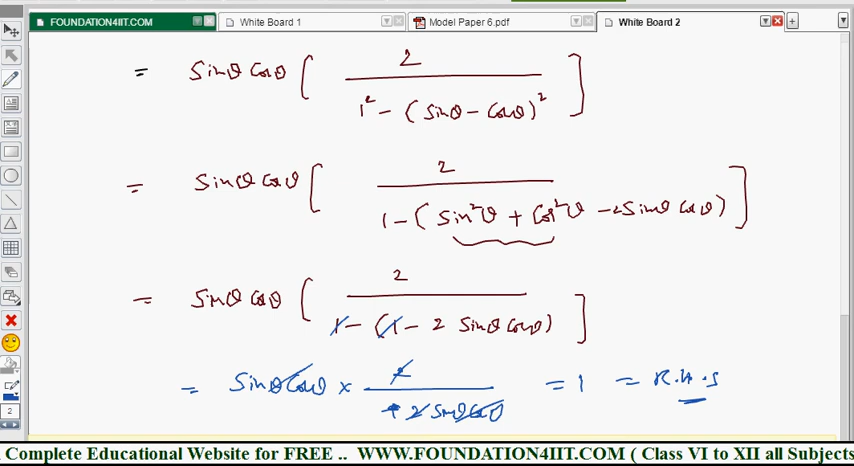 FOUNDATION4IIT.COM White Board 1 Model Paper 6.pdf White Board 2
= Sinθ Cosθ [ 2 / 1² − (Sinθ − Cosθ)² ]
= Sinθ Cosθ [ 2 / 1 − (Sin²θ + Cos²θ − 2Sinθ Cosθ) ]
= Sinθ Cosθ [ 2 / 1 − (1 − 2 Sinθ Cosθ) ]
= Sinθ Cosθ × 2 / + 2 Sinθ Cosθ = 1 = R.H.S
2
Complete Educational Website for FREE .. WWW.FOUNDATION4IIT.COM ( Class VI to XII all Subjects